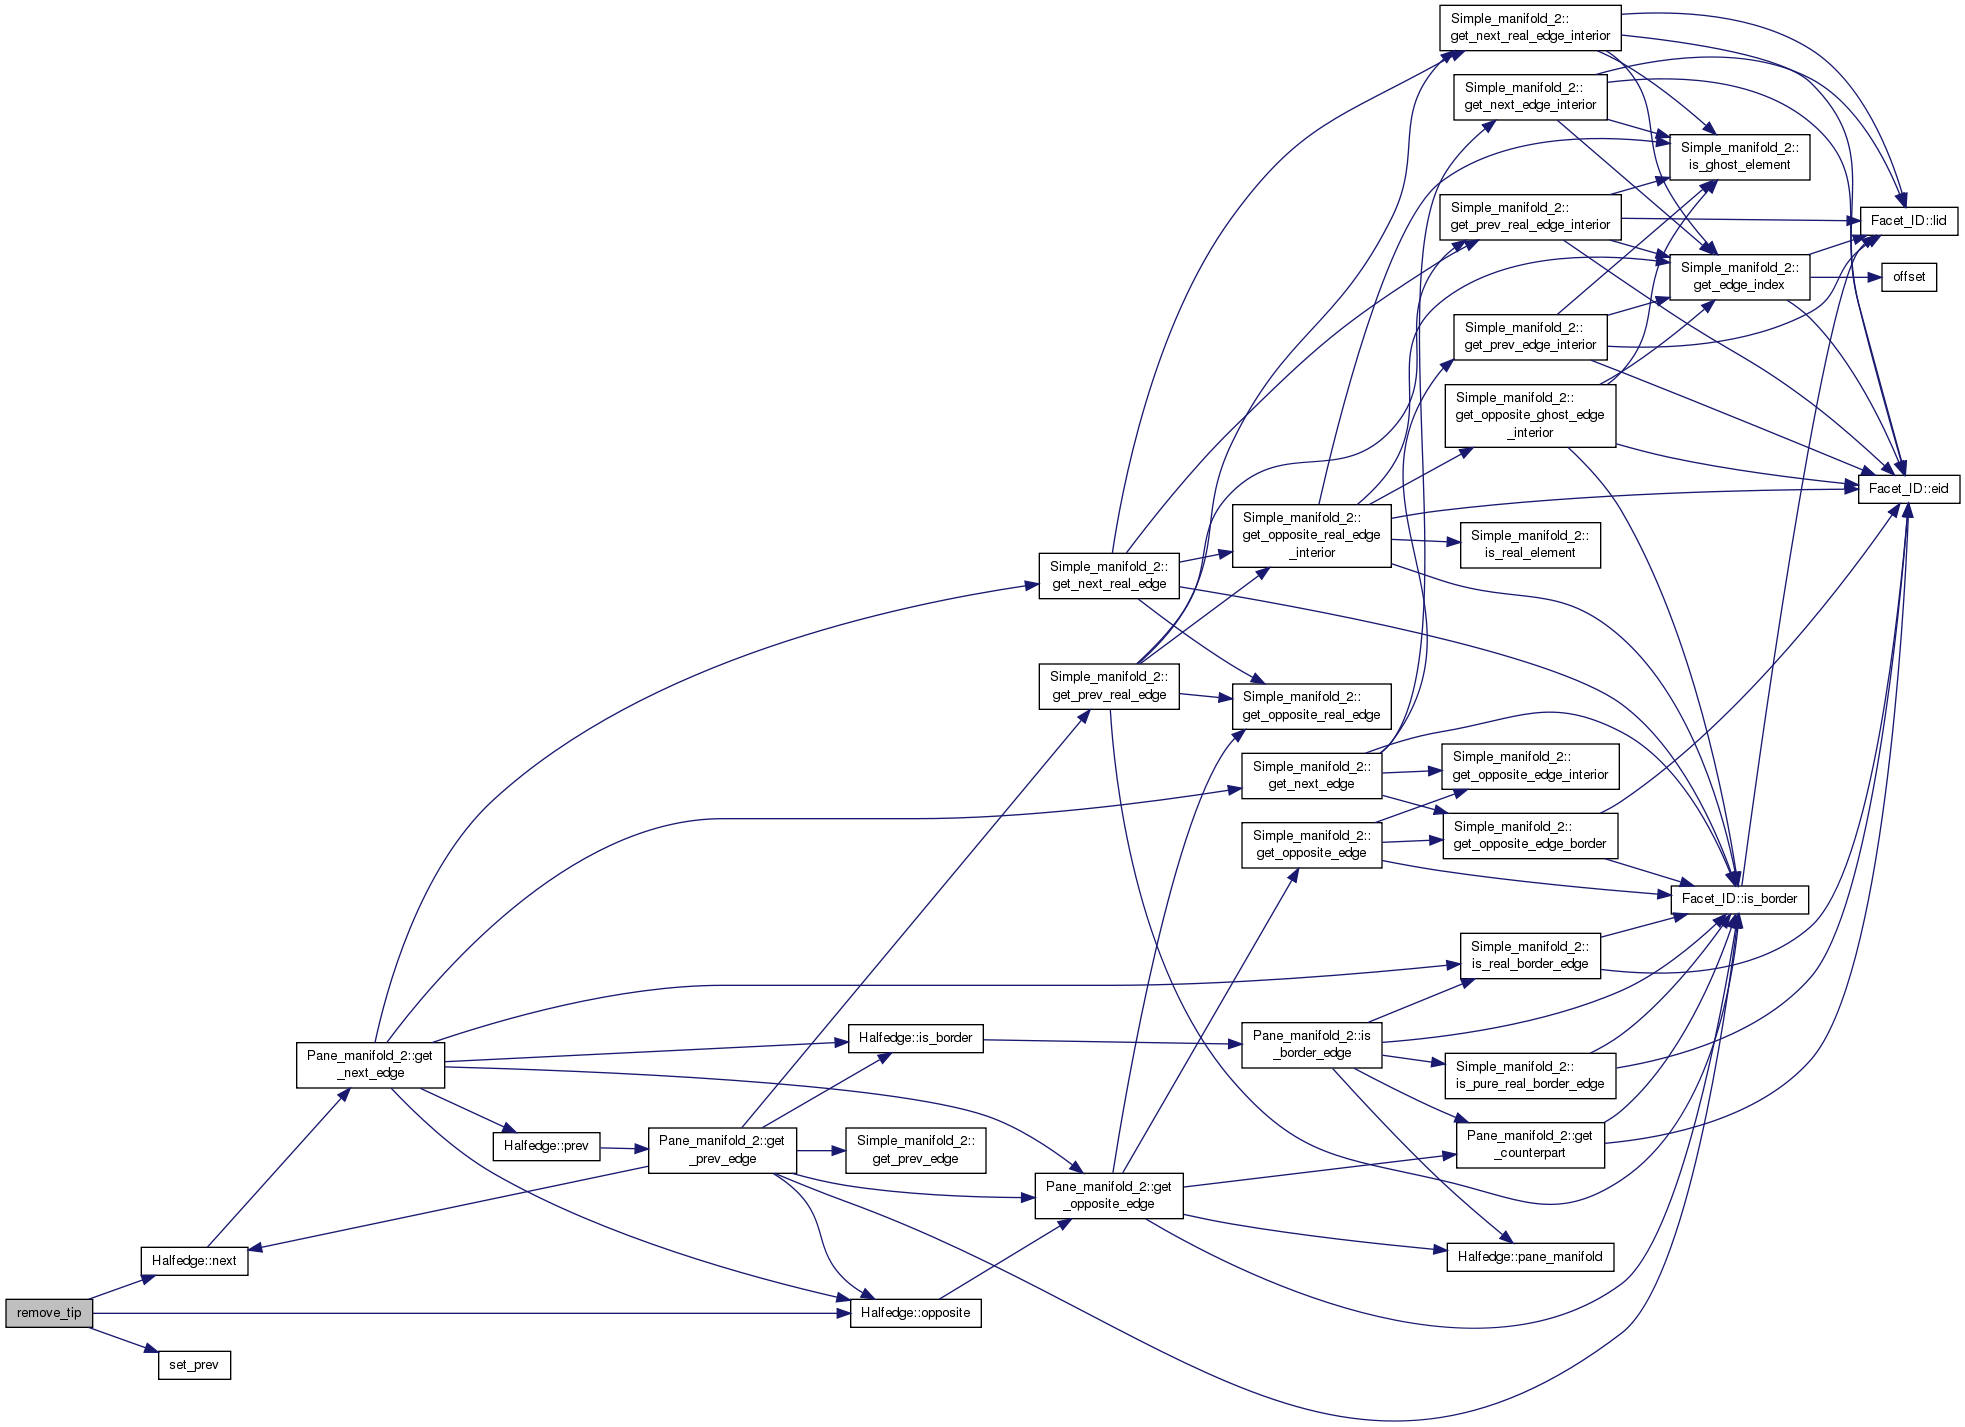 remove_tip
Halfedge::next
set_prev
Pane_manifold_2::get
_next_edge
Halfedge::prev
Pane_manifold_2::get
_prev_edge
Halfedge::is_border
Simple_manifold_2::
get_prev_edge
Halfedge::opposite
Simple_manifold_2::
get_next_real_edge
Simple_manifold_2::
get_prev_real_edge
Pane_manifold_2::get
_opposite_edge
Simple_manifold_2::
get_opposite_real_edge
_interior
Simple_manifold_2::
get_opposite_real_edge
Simple_manifold_2::
get_next_edge
Simple_manifold_2::
get_opposite_edge
Pane_manifold_2::is
_border_edge
Simple_manifold_2::
get_next_real_edge_interior
Simple_manifold_2::
get_next_edge_interior
Simple_manifold_2::
get_prev_real_edge_interior
Simple_manifold_2::
get_prev_edge_interior
Simple_manifold_2::
get_opposite_ghost_edge
_interior
Simple_manifold_2::
is_real_element
Simple_manifold_2::
get_opposite_edge_interior
Simple_manifold_2::
get_opposite_edge_border
Simple_manifold_2::
is_real_border_edge
Simple_manifold_2::
is_pure_real_border_edge
Pane_manifold_2::get
_counterpart
Halfedge::pane_manifold
Simple_manifold_2::
is_ghost_element
Simple_manifold_2::
get_edge_index
Facet_ID::is_border
Facet_ID::lid
offset
Facet_ID::eid